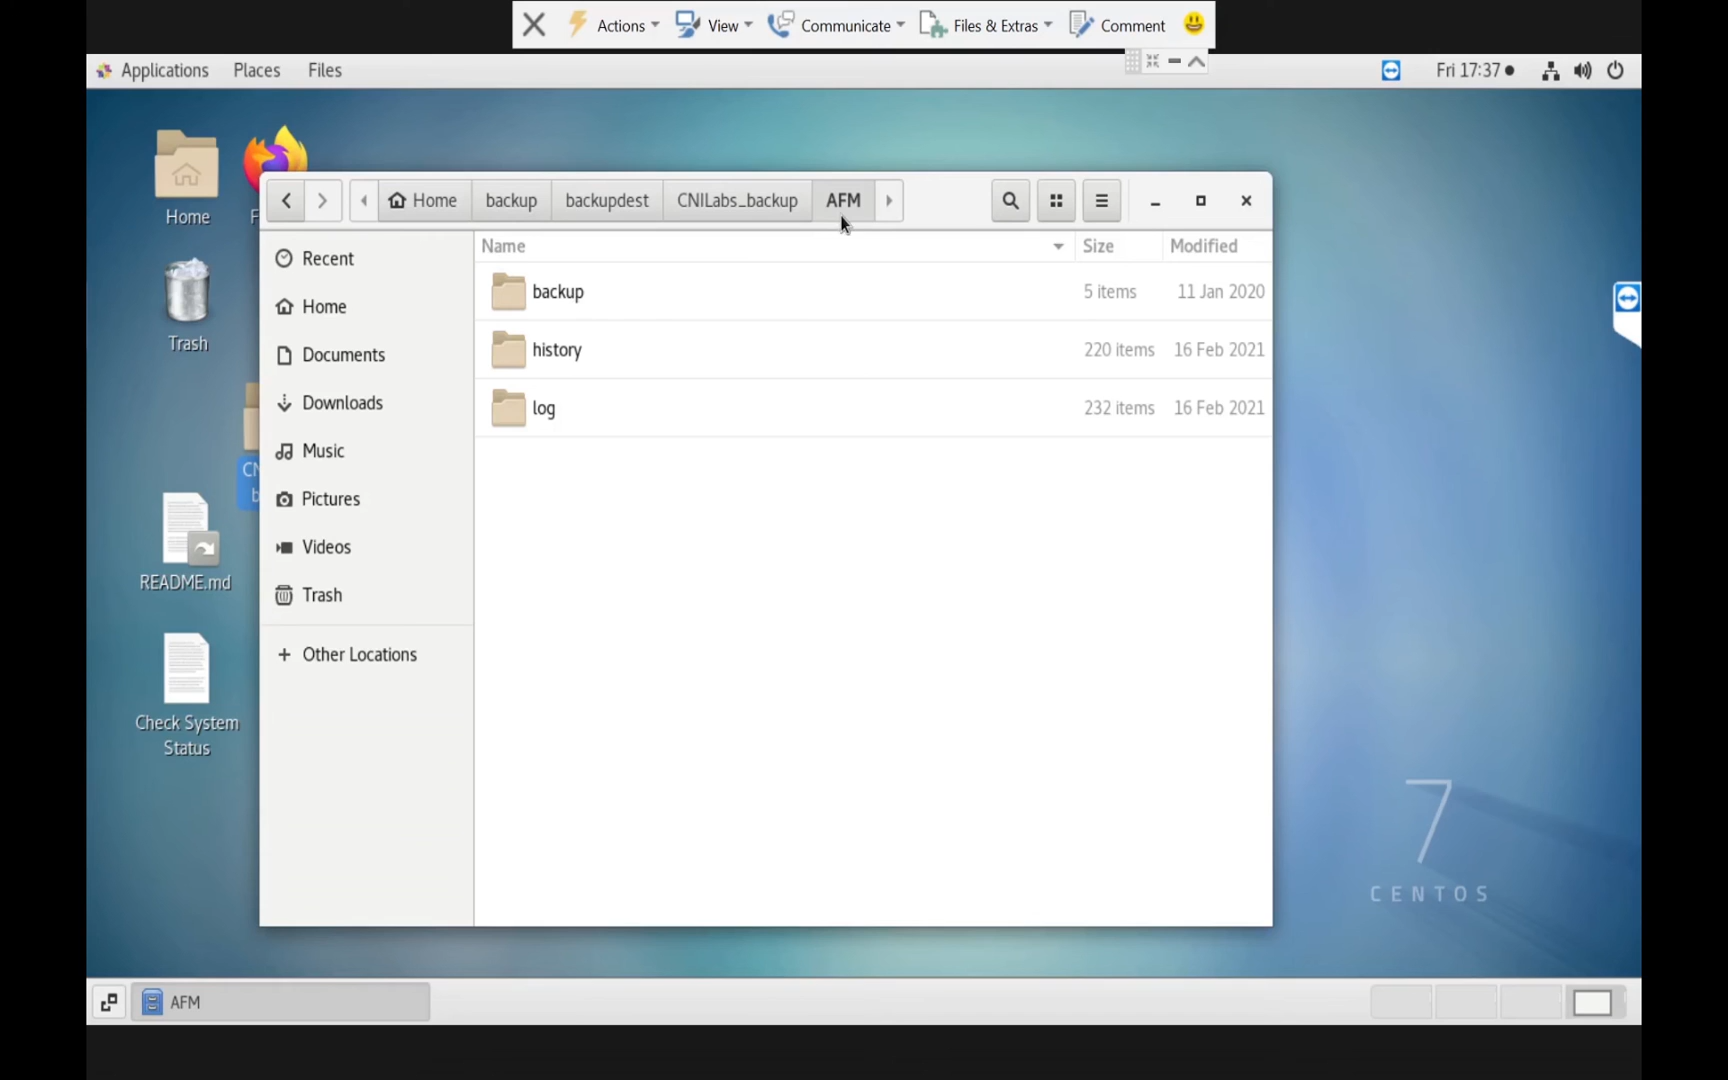 Actions View Communicate Files & Extras Comment
Applications Places Files Fri 17:37
Home
Trash
README.md
Check System
Status
Home backup backupdest CNILabs_backup AFM
Recent
Home
Documents
Downloads
Music
Pictures
Videos
Trash
Other Locations
Name Size Modified
backup 5 items 11 Jan 2020
history 220 items 16 Feb 2021
log 232 items 16 Feb 2021
7
CENTOS
AFM